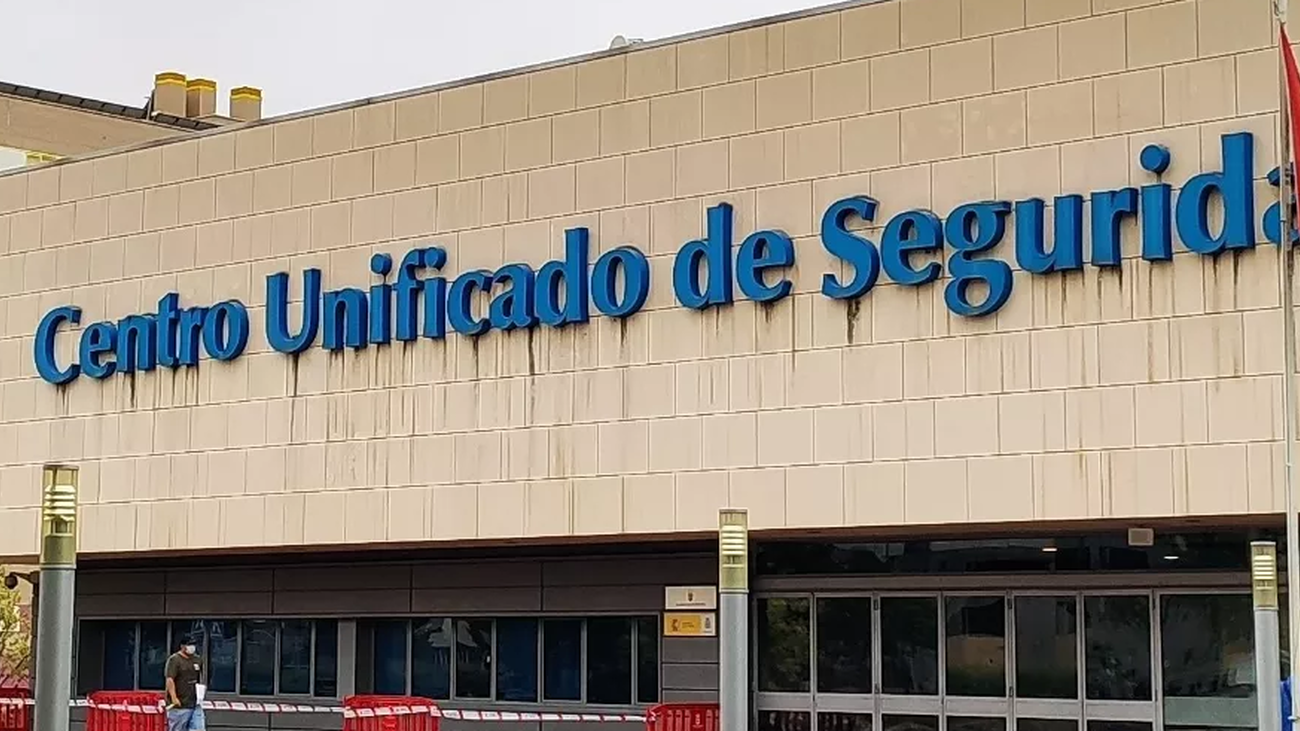 Centro Unificado de Segurida